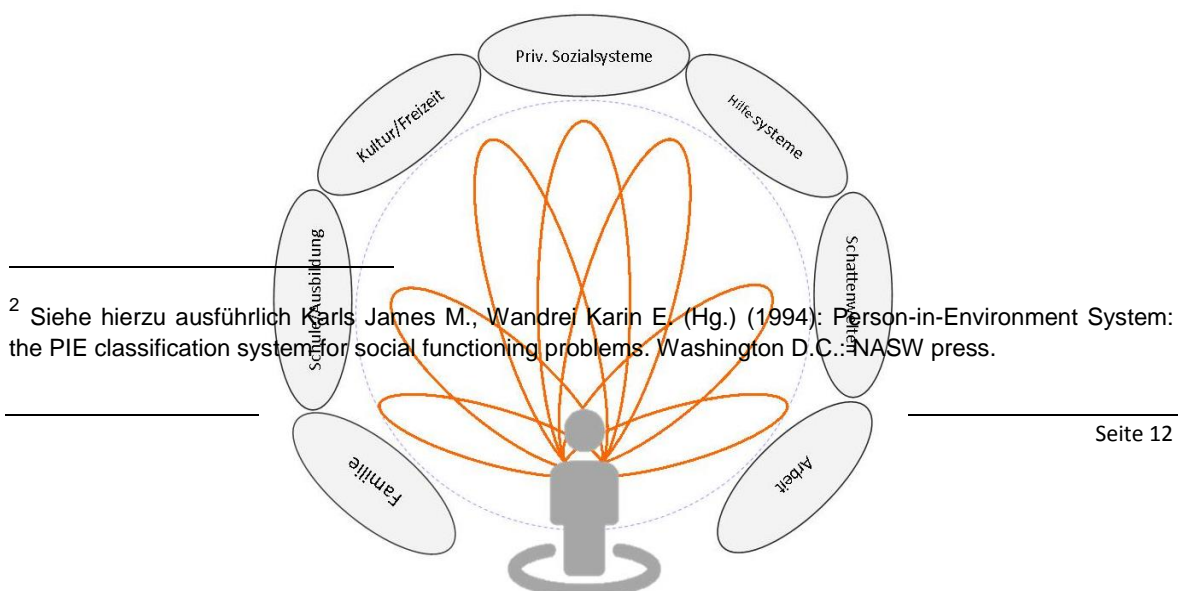 Priv. Sozialsysteme
Kultur/Freizeit
Hilfe-systeme
Schule/Ausbildung
Schattenwelten
Familie
Arbeit
2 Siehe hierzu ausführlich Karls James M., Wandrei Karin E. (Hg.) (1994): Person-in-Environment System:
the PIE classification system for social functioning problems. Washington D.C.: NASW press.
Seite 12